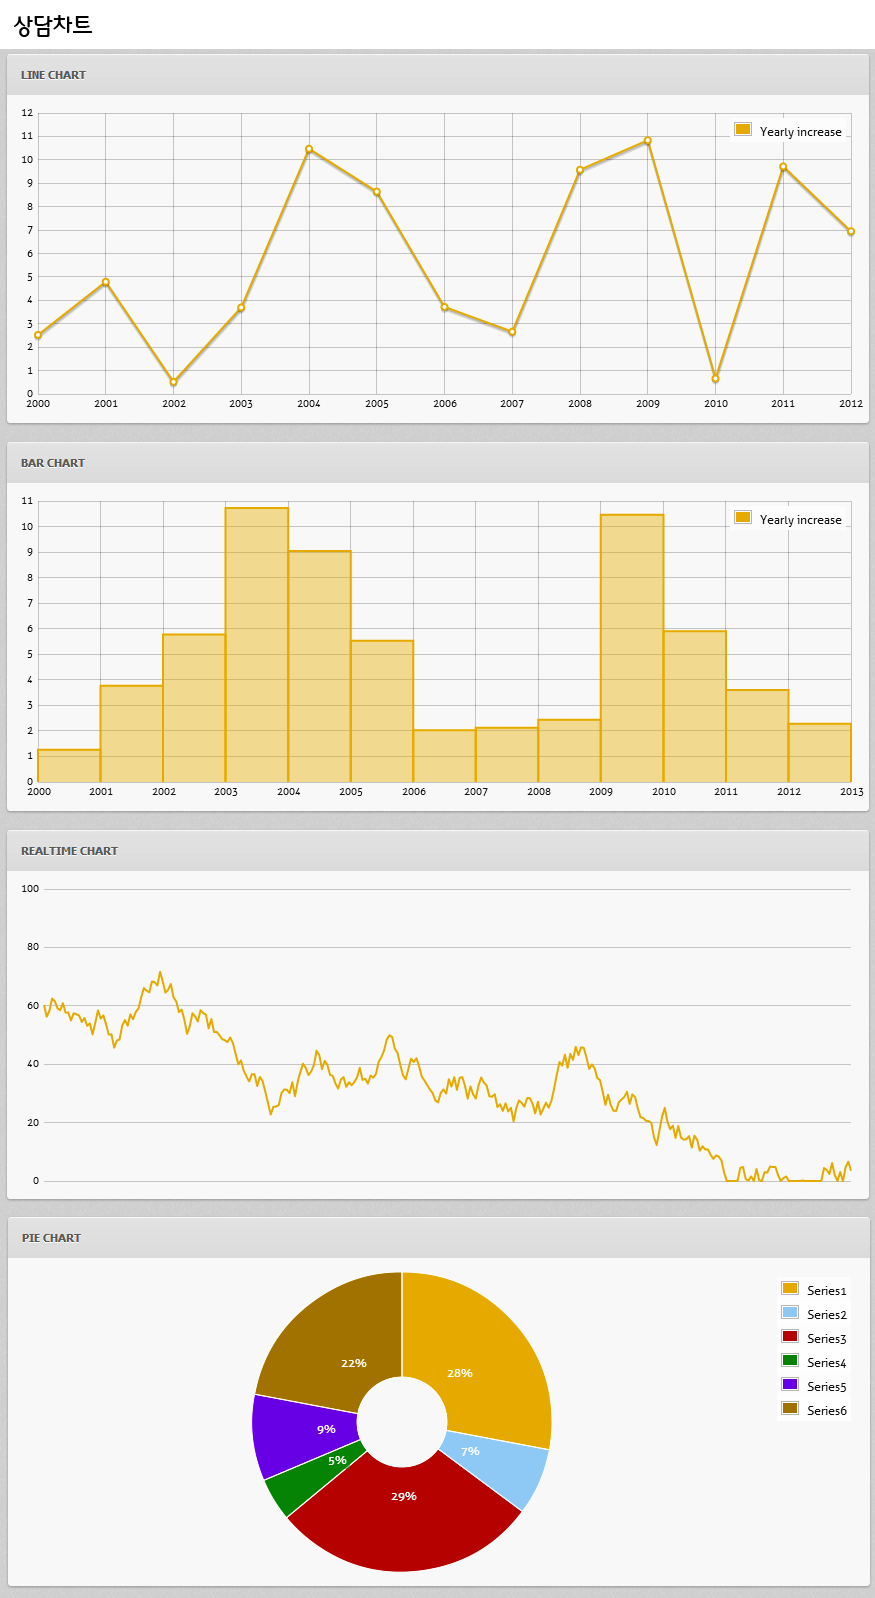 상담차트
LINE CHART
12
11
10
9
8
7
6
5
4
3
2
1
0
Yearly increase
2000 2001 2002 2003 2004 2005 2006 2007 2008 2009 2010 2011 2012
BAR CHART
11
10
9
8
7
6
5
4
3
2
1
0
Yearly increase
2000 2001 2002 2003 2004 2005 2006 2007 2008 2009 2010 2011 2012 2013
REALTIME CHART
100
80
60
40
20
0
PIE CHART
22%
28%
9%
7%
5%
29%
Series1
Series2
Series3
Series4
Series5
Series6